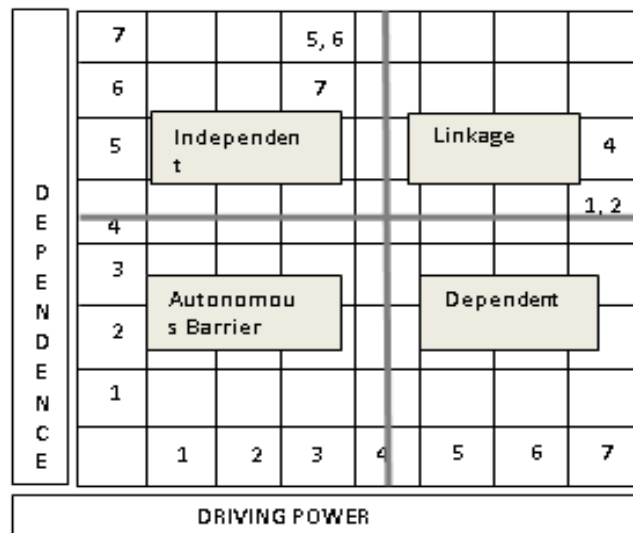 DEPENDENCE
7 5, 6
6 7
Independen
t
Linkage
5 4
1, 2
4
3
Autonomou
s Barrier
Dependent
2
1
1 2 3 4 5 6 7
DRIVING POWER